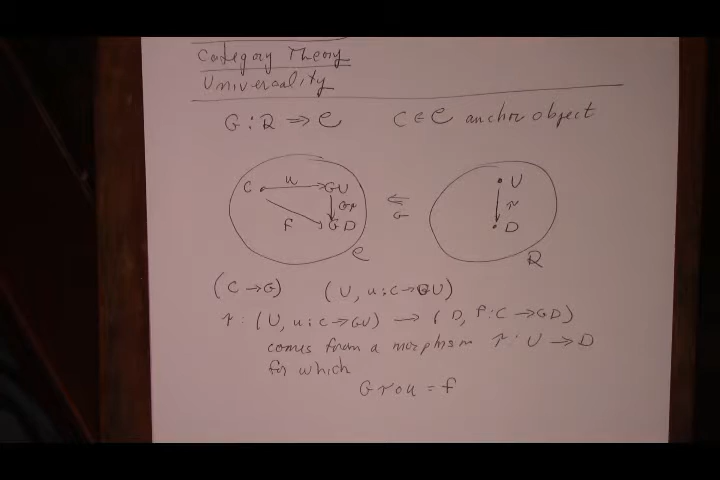 Category Theory
Universality
G : D ⇒ C   C ∈ C anchor object
C u GU
f Gr
GD
C
⇐
G
U
r
D
D
(C → G)   (U, u : C → GU)
r : (U, u : C → GU) → (D, f : C → GD)
comes from a morphism r : U → D
for which
Gr ∘ u = f